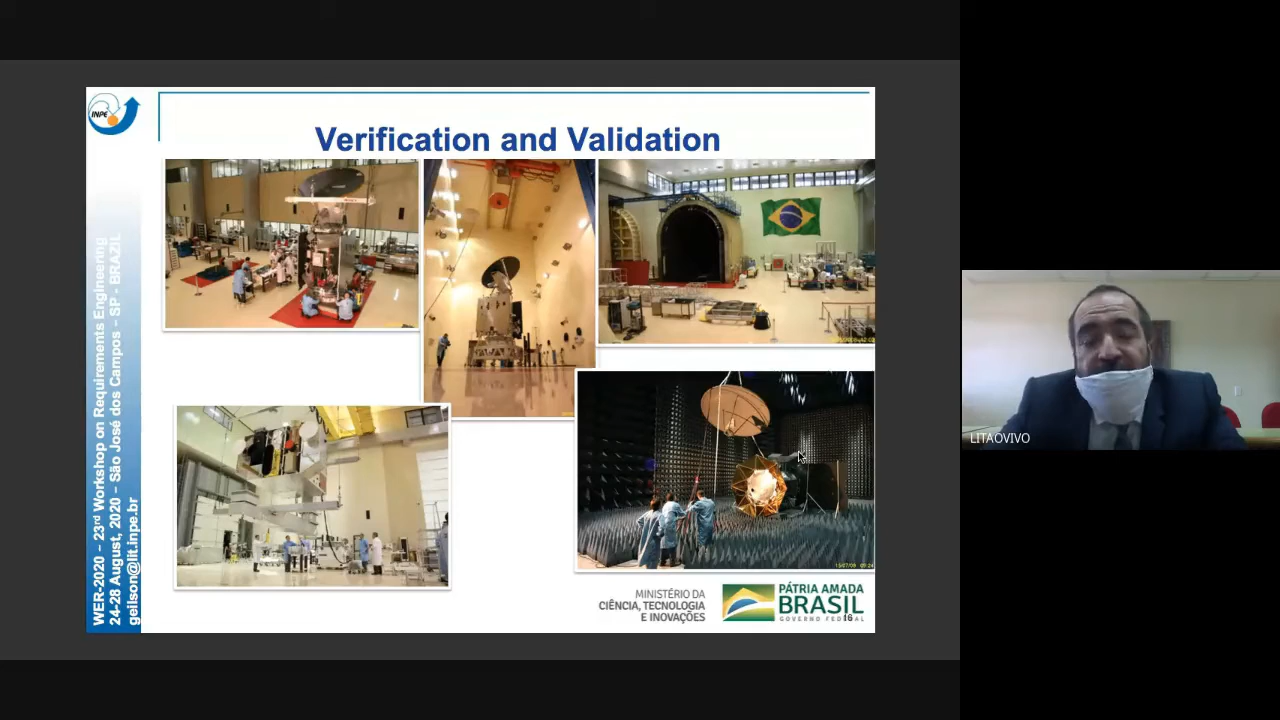 INPE
Verification and Validation
WER-2020 – 23rd Workshop on Requirements Engineering
24-28 August, 2020 – São José dos Campos – SP - BRAZIL
geilson@lit.inpe.br
MINISTÉRIO DA
CIÊNCIA, TECNOLOGIA
E INOVAÇÕES
PÁTRIA AMADA
BRASIL
GOVERNO FEDERAL
16
LITAOVIVO